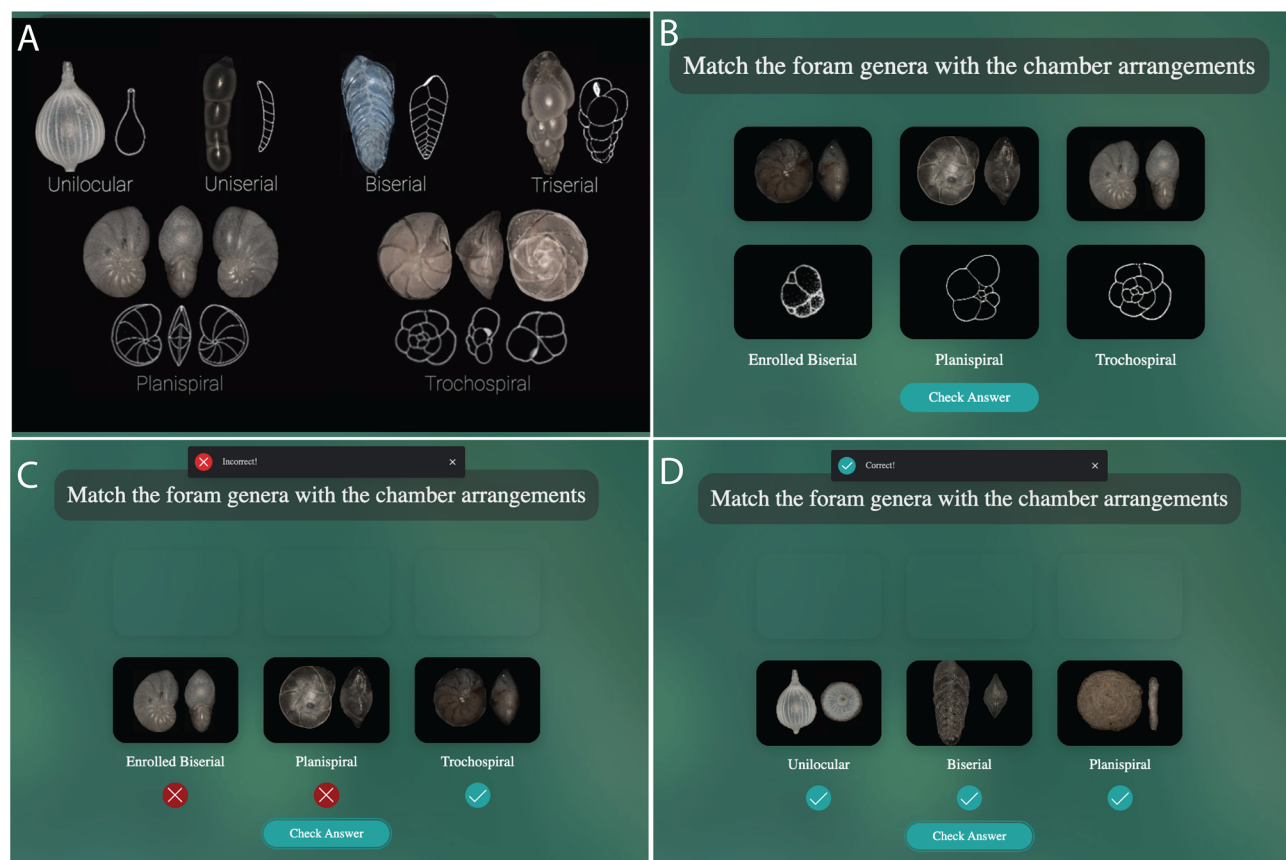 A
Unilocular
Uniserial
Biserial
Triserial
Planispiral
Trochospiral
B
Match the foram genera with the chamber arrangements
Enrolled Biserial
Planispiral
Trochospiral
Check Answer
C
Incorrect!
Match the foram genera with the chamber arrangements
Enrolled Biserial
Planispiral
Trochospiral
Check Answer
D
Correct!
Match the foram genera with the chamber arrangements
Unilocular
Biserial
Planispiral
Check Answer